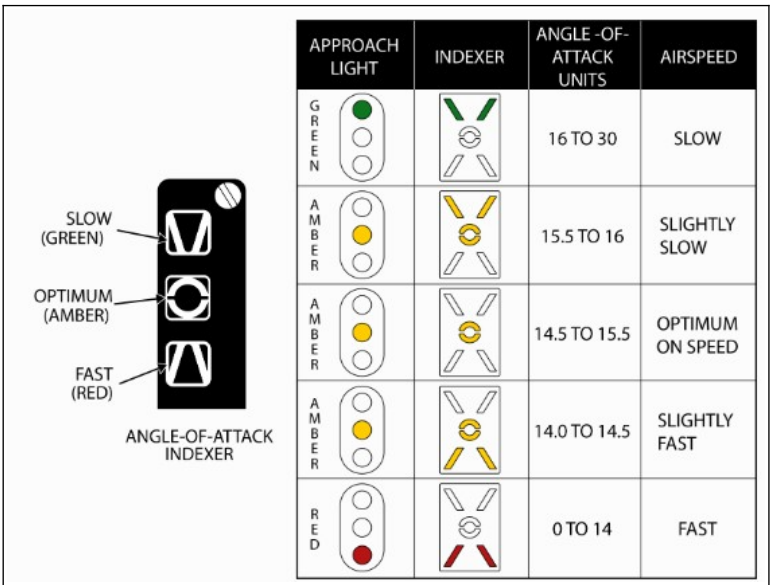 SLOW
(GREEN)
OPTIMUM
(AMBER)
FAST
(RED)
ANGLE-OF-ATTACK
INDEXER
APPROACH
LIGHT
INDEXER
ANGLE -OF-
ATTACK
UNITS
AIRSPEED
GREEN
16 TO 30
SLOW
AMBER
15.5 TO 16
SLIGHTLY
SLOW
AMBER
14.5 TO 15.5
OPTIMUM
ON SPEED
AMBER
14.0 TO 14.5
SLIGHTLY
FAST
RED
0 TO 14
FAST